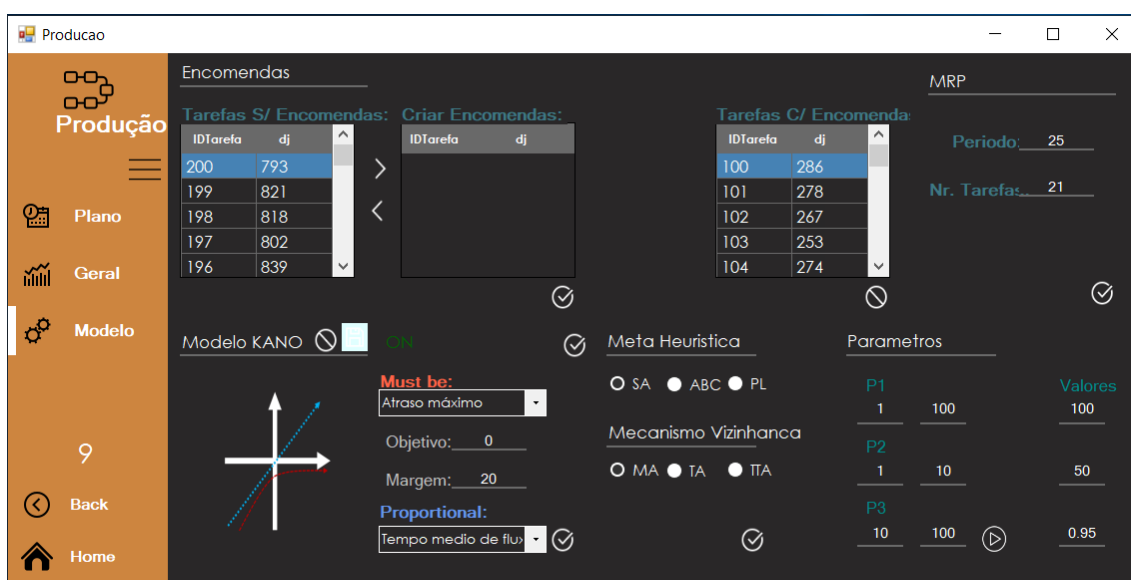 Producao
Produção
Plano
Geral
Modelo
9
Back
Home
Encomendas
Tarefas S/ Encomendas:
IDTarefa dj
200 793
199 821
198 818
197 802
196 839
Criar Encomendas:
IDTarefa dj
Tarefas C/ Encomenda
IDTarefa dj
100 286
101 278
102 267
103 253
104 274
MRP
Periodo: 25
Nr. Tarefas.. 21
Modelo KANO
ON
Must be:
Atraso máximo
Objetivo: 0
Margem: 20
Proportional:
Tempo medio de flux
Meta Heuristica
SA ABC PL
Mecanismo Vizinhanca
MA TA TTA
Parametros
P1 Valores
1 100 100
P2
1 10 50
P3
10 100 0.95